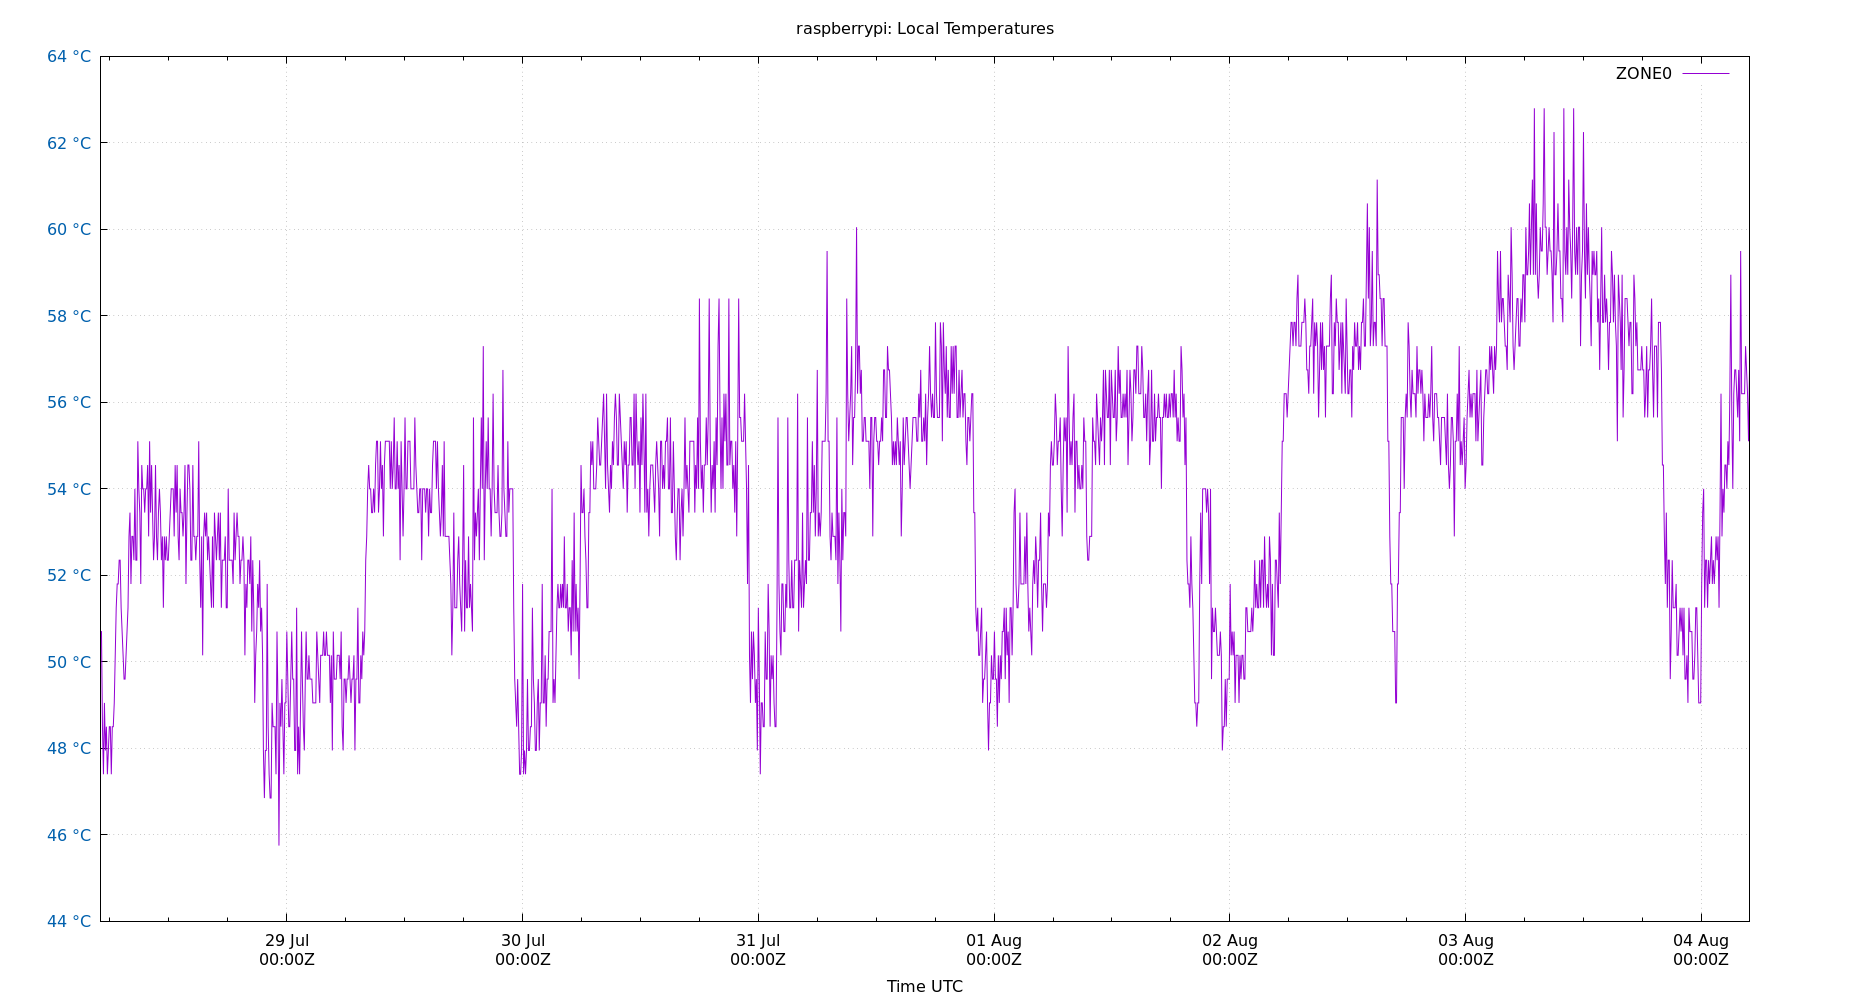 raspberrypi: Local Temperatures
64 °C
ZONE0
62 °C
60 °C
58 °C
56 °C
54 °C
52 °C
50 °C
48 °C
46 °C
44 °C
29 Jul 30 Jul 31 Jul 01 Aug 02 Aug 03 Aug 04 Aug
00:00Z 00:00Z 00:00Z 00:00Z 00:00Z 00:00Z 00:00Z
Time UTC